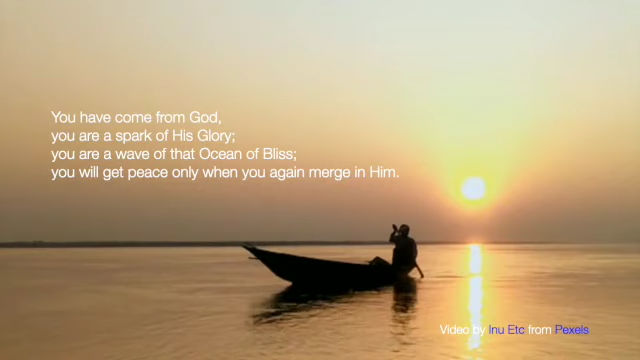 You have come from God,
you are a spark of His Glory;
you are a wave of that Ocean of Bliss;
you will get peace only when you again merge in Him.
Video by Inu Etc from Pexels